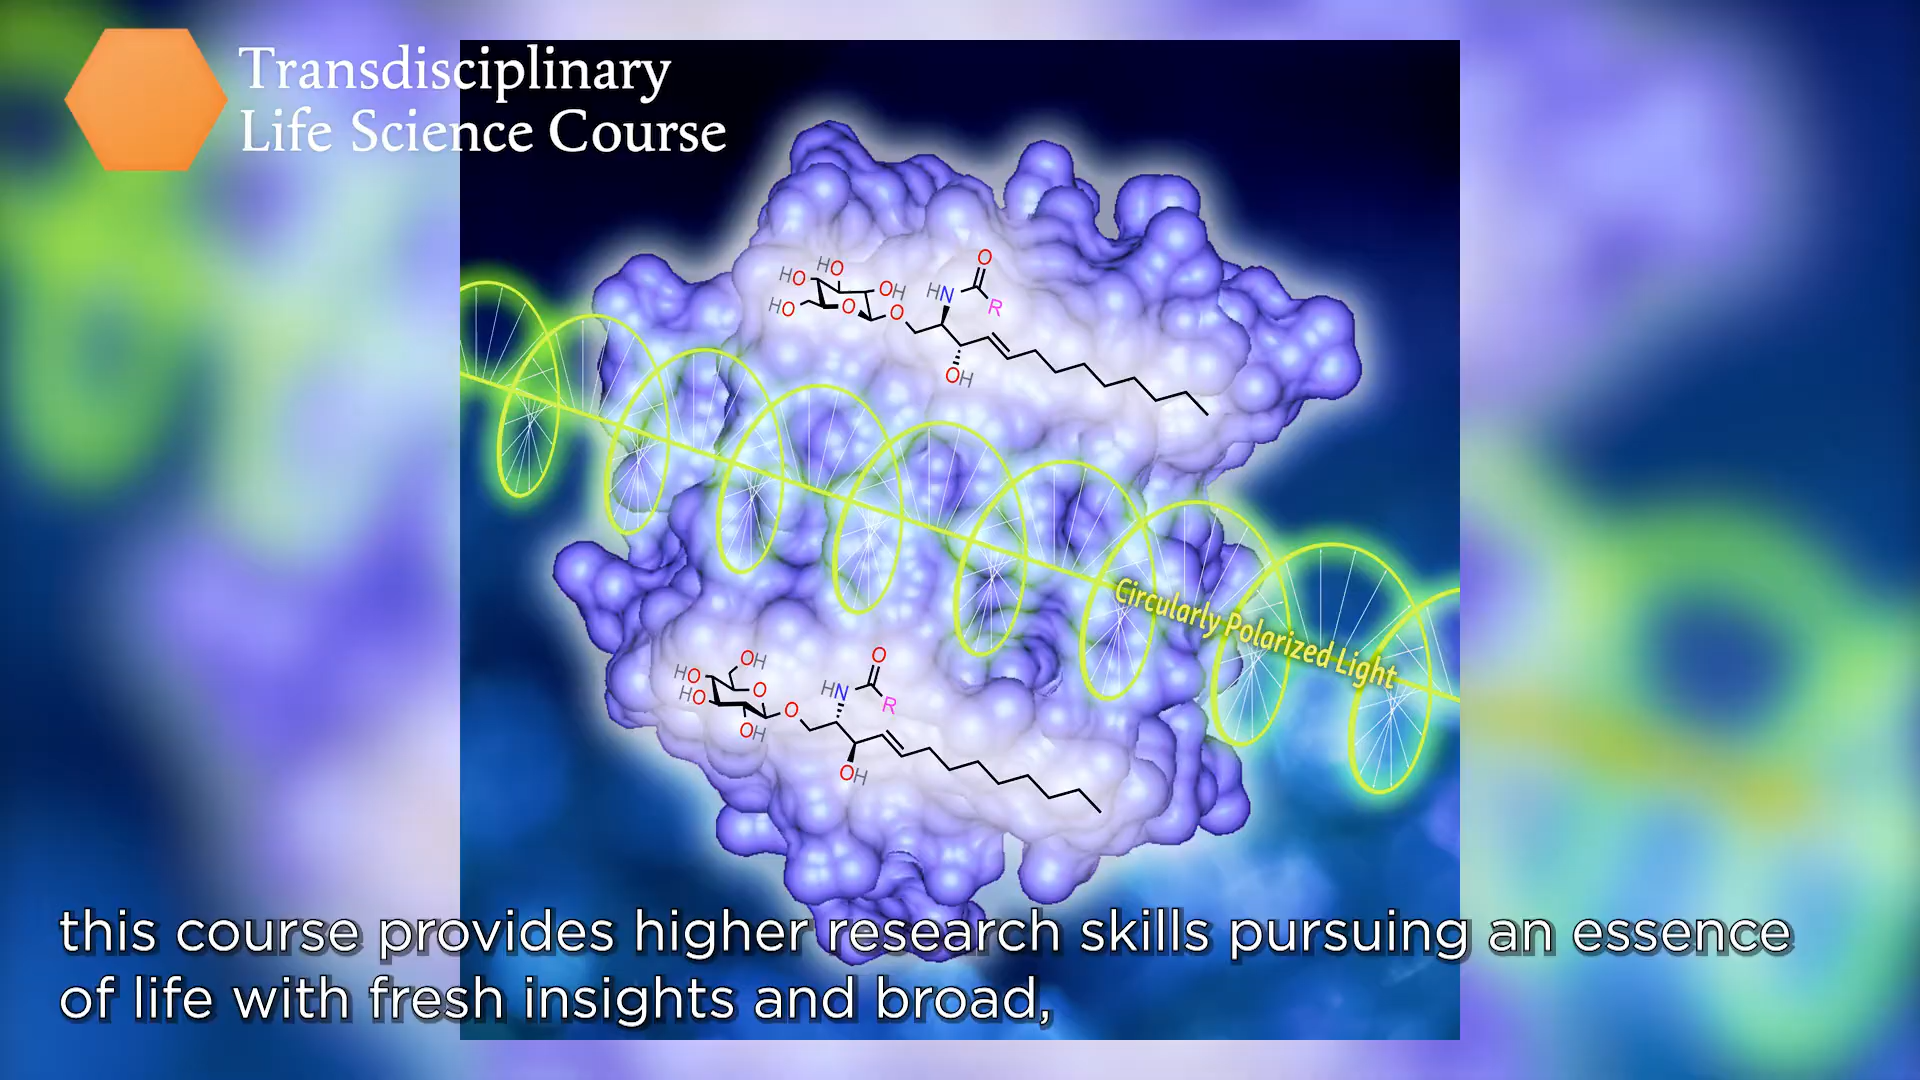 Transdisciplinary
Life Science Course
HO
HO
OH
HO
O
O
HN
O
R
OH
Circularly Polarized Light
OH
HO
HO
O
OH
O
HN
O
R
OH
this course provides higher research skills pursuing an essence
of life with fresh insights and broad,